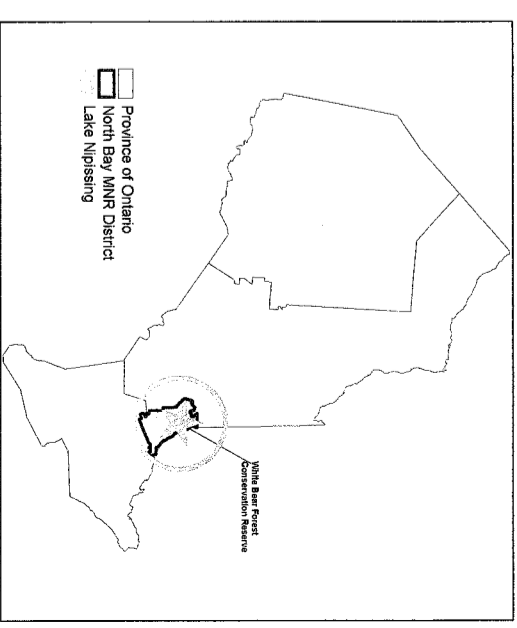 Province of Ontario
North Bay MNR District
Lake Nipissing
White Bear Forest
Conservation Reserve